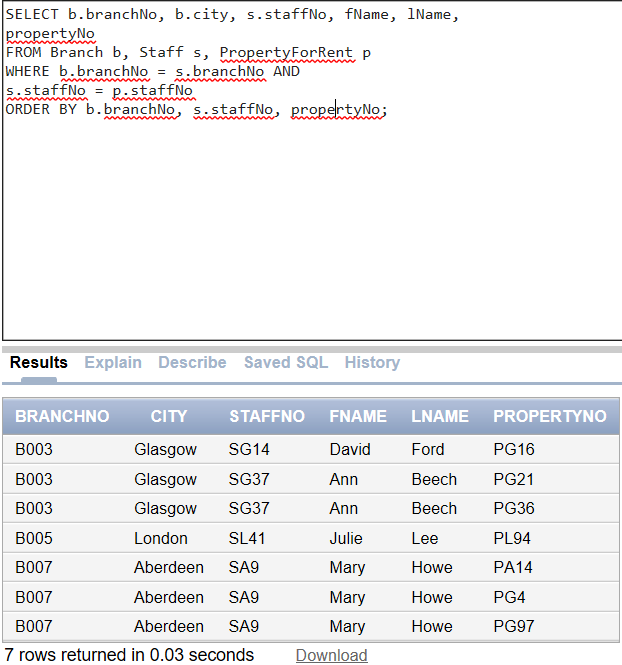 SELECT b.branchNo, b.city, s.staffNo, fName, lName,
propertyNo
FROM Branch b, Staff s, PropertyForRent p
WHERE b.branchNo = s.branchNo AND
s.staffNo = p.staffNo
ORDER BY b.branchNo, s.staffNo, propertyNo;
Results Explain Describe Saved SQL History
BRANCHNO CITY STAFFNO FNAME LNAME PROPERTYNO
B003 Glasgow SG14 David Ford PG16
B003 Glasgow SG37 Ann Beech PG21
B003 Glasgow SG37 Ann Beech PG36
B005 London SL41 Julie Lee PL94
B007 Aberdeen SA9 Mary Howe PA14
B007 Aberdeen SA9 Mary Howe PG4
B007 Aberdeen SA9 Mary Howe PG97
7 rows returned in 0.03 seconds Download